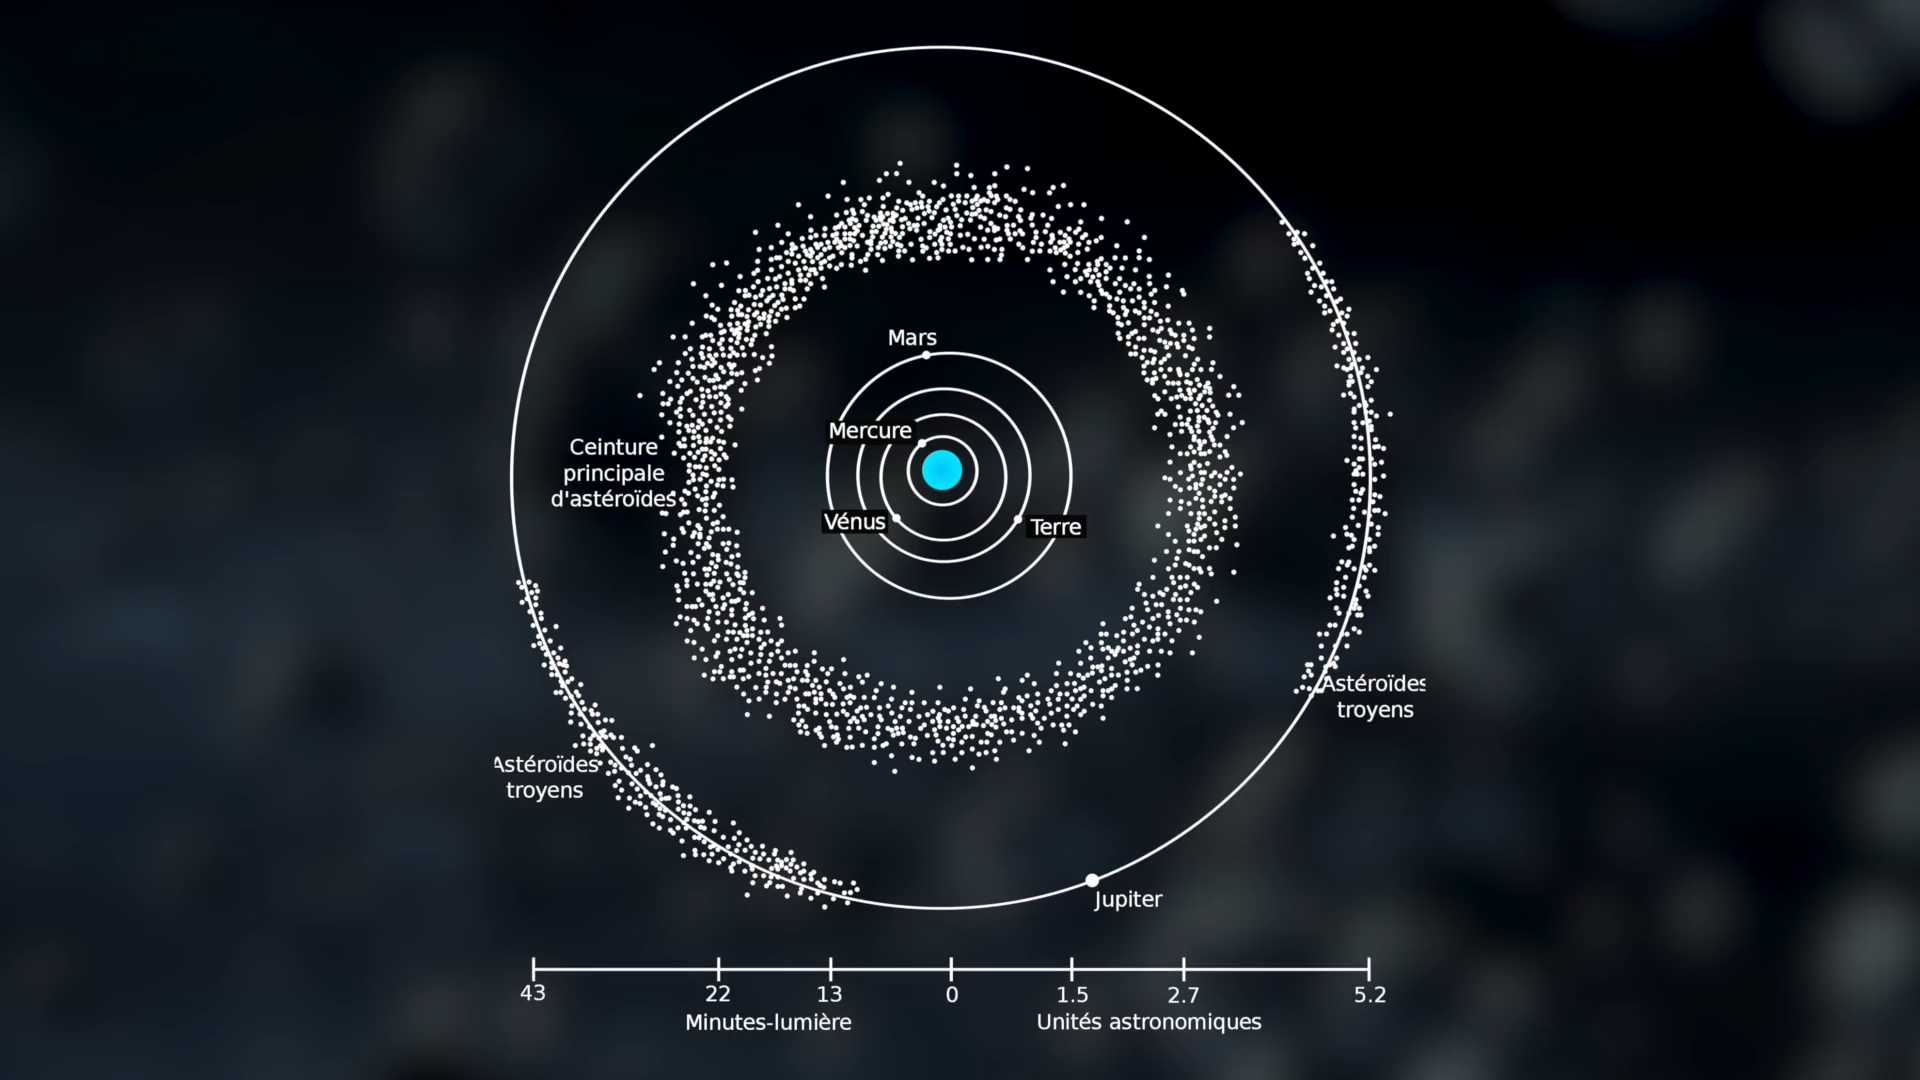 Mars
Mercure
Ceinture
principale
d'astéroïdes
Vénus
Terre
Astéroïdes
troyens
Astéroïdes
troyens
Jupiter
43 22 13 0 1.5 2.7 5.2
Minutes-lumière Unités astronomiques